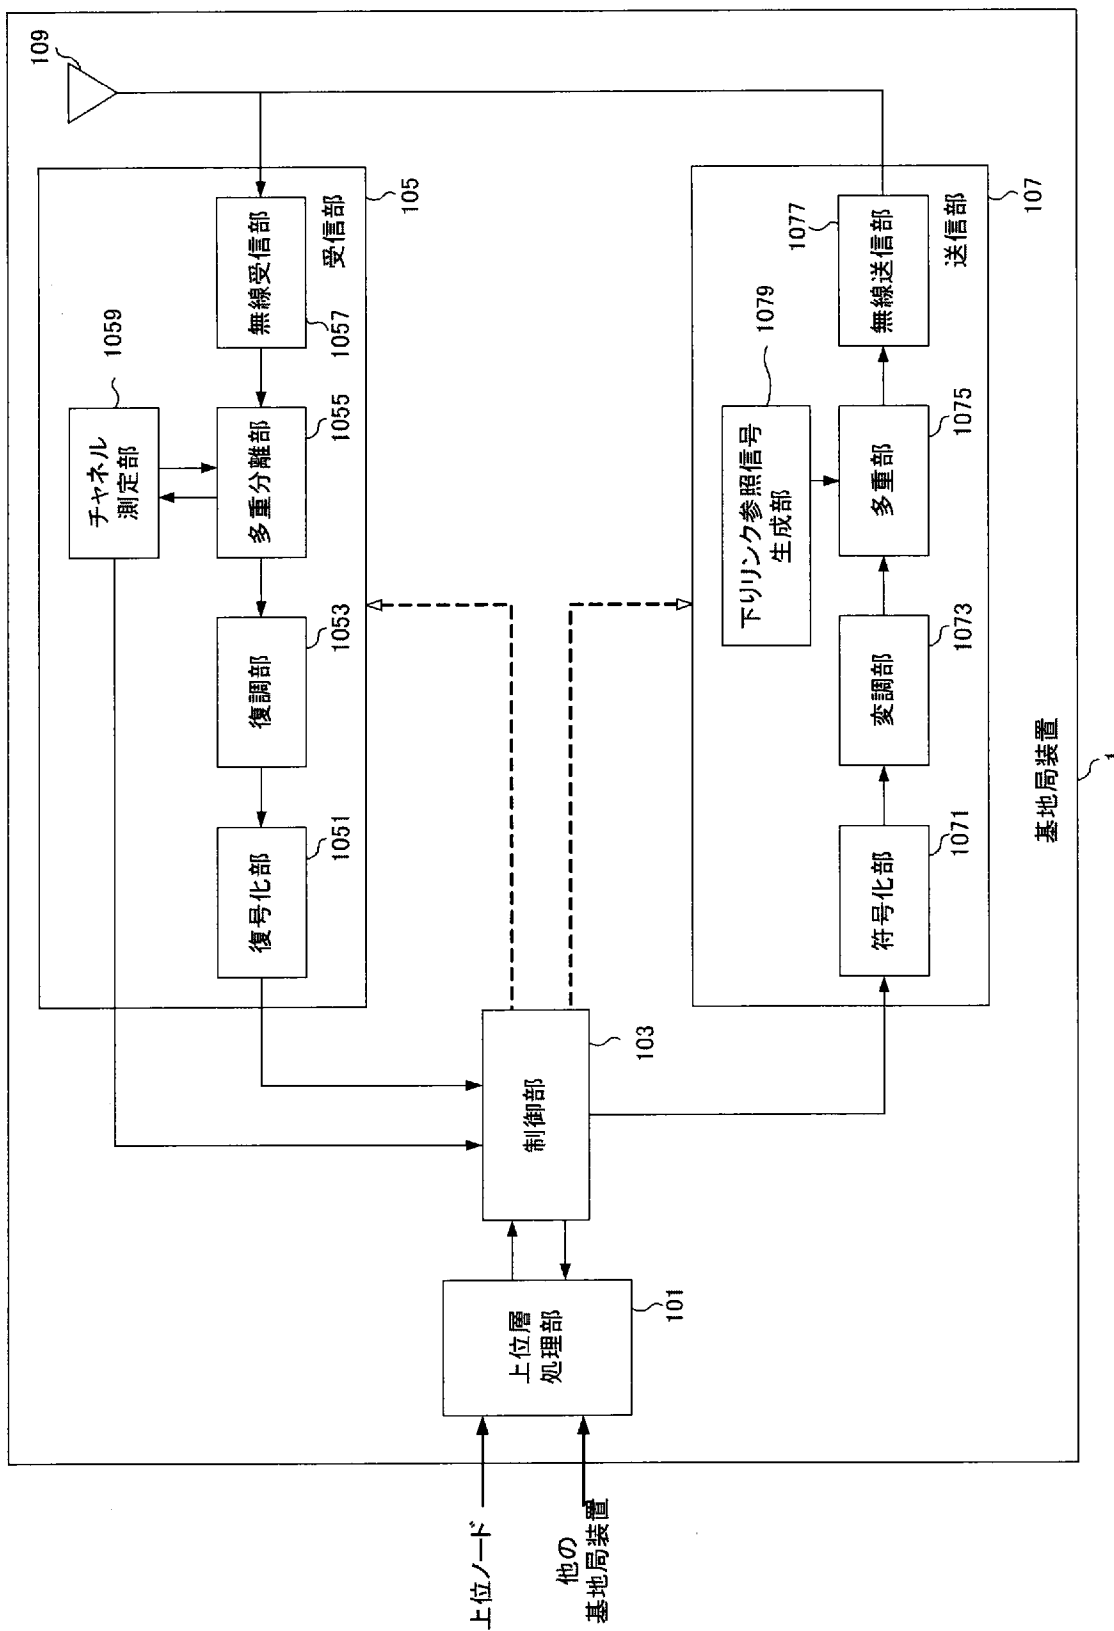 109
105
受信部
無線受信部
1057
チャネル
測定部
1059
多重分離部
1055
復調部
1053
復号化部
1051
107
送信部
無線送信部
1077
下りリンク参照信号
生成部
1079
多重部
1075
変調部
1073
符号化部
1071
制御部
103
上位層
処理部
101
上位ノード
他の
基地局装置
基地局装置
1